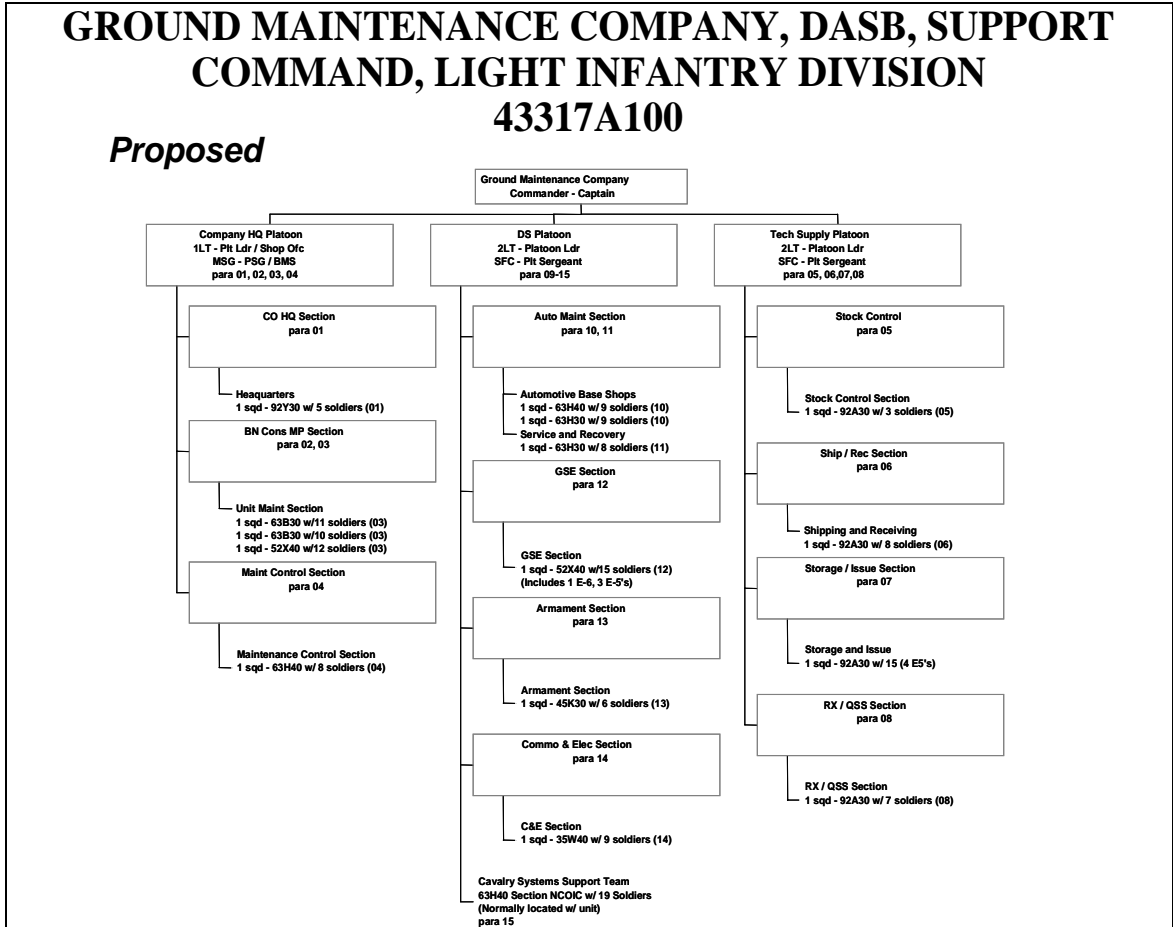 GROUND MAINTENANCE COMPANY, DASB, SUPPORT
COMMAND, LIGHT INFANTRY DIVISION
43317A100
Proposed
Ground Maintenance Company
Commander - Captain
Company HQ Platoon
1LT - Plt Ldr / Shop Ofc
MSG - PSG / BMS
para 01, 02, 03, 04
CO HQ Section
para 01
Heaquarters
1 sqd - 92Y30 w/ 5 soldiers (01)
BN Cons MP Section
para 02, 03
Unit Maint Section
1 sqd - 63B30 w/11 soldiers (03)
1 sqd - 63B30 w/10 soldiers (03)
1 sqd - 52X40 w/12 soldiers (03)
Maint Control Section
para 04
Maintenance Control Section
1 sqd - 63H40 w/ 8 soldiers (04)
DS Platoon
2LT - Platoon Ldr
SFC - Plt Sergeant
para 09-15
Auto Maint Section
para 10, 11
Automotive Base Shops
1 sqd - 63H40 w/ 9 soldiers (10)
1 sqd - 63H30 w/ 9 soldiers (10)
Service and Recovery
1 sqd - 63H30 w/ 8 soldiers (11)
GSE Section
para 12
GSE Section
1 sqd - 52X40 w/15 soldiers (12)
(Includes 1 E-6, 3 E-5's)
Armament Section
para 13
Armament Section
1 sqd - 45K30 w/ 6 soldiers (13)
Commo & Elec Section
para 14
C&E Section
1 sqd - 35W40 w/ 9 soldiers (14)
Cavalry Systems Support Team
63H40 Section NCOIC w/ 19 Soldiers
(Normally located w/ unit)
para 15
Tech Supply Platoon
2LT - Platoon Ldr
SFC - Plt Sergeant
para 05, 06,07,08
Stock Control
para 05
Stock Control Section
1 sqd - 92A30 w/ 3 soldiers (05)
Ship / Rec Section
para 06
Shipping and Receiving
1 sqd - 92A30 w/ 8 soldiers (06)
Storage / Issue Section
para 07
Storage and Issue
1 sqd - 92A30 w/ 15 (4 E5's)
RX / QSS Section
para 08
RX / QSS Section
1 sqd - 92A30 w/ 7 soldiers (08)